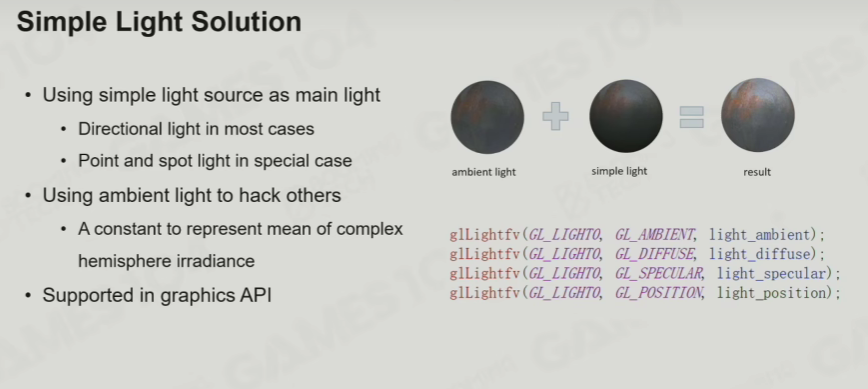 Simple Light Solution
• Using simple light source as main light
• Directional light in most cases
• Point and spot light in special case
• Using ambient light to hack others
• A constant to represent mean of complex
hemisphere irradiance
• Supported in graphics API
ambient light
simple light
result
glLightfv(GL_LIGHT0, GL_AMBIENT, light_ambient);
glLightfv(GL_LIGHT0, GL_DIFFUSE, light_diffuse);
glLightfv(GL_LIGHT0, GL_SPECULAR, light_specular);
glLightfv(GL_LIGHT0, GL_POSITION, light_position);
GAMES104